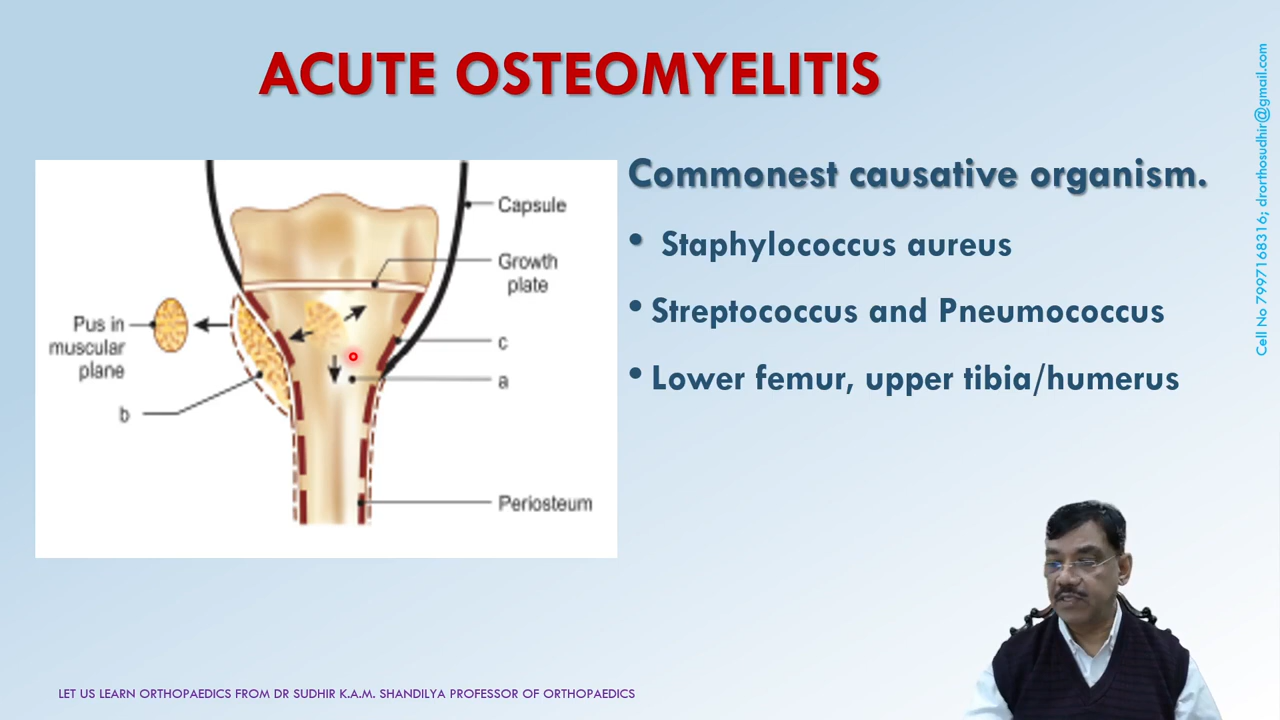 ACUTE OSTEOMYELITIS
Capsule
Growth
plate
Pus in
muscular
plane
c
a
b
Periosteum
Commonest causative organism.
• Staphylococcus aureus
• Streptococcus and Pneumococcus
• Lower femur, upper tibia/humerus
Cell No 7997168316; drorthosudhir@gmail.com
LET US LEARN ORTHOPAEDICS FROM DR SUDHIR K.A.M. SHANDILYA PROFESSOR OF ORTHOPAEDICS